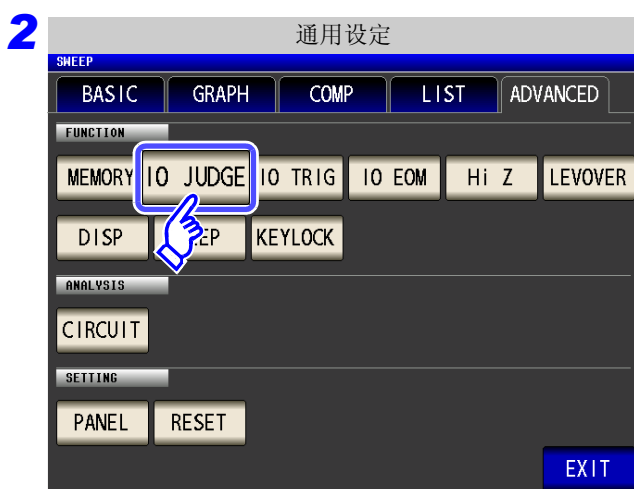 2
通用设定
SWEEP
BASIC GRAPH COMP LIST ADVANCED
FUNCTION
MEMORY IO JUDGE IO TRIG IO EOM Hi Z LEVOVER
DISP KEYLOCK
ANALYSIS
CIRCUIT
SETTING
PANEL RESET
EXIT